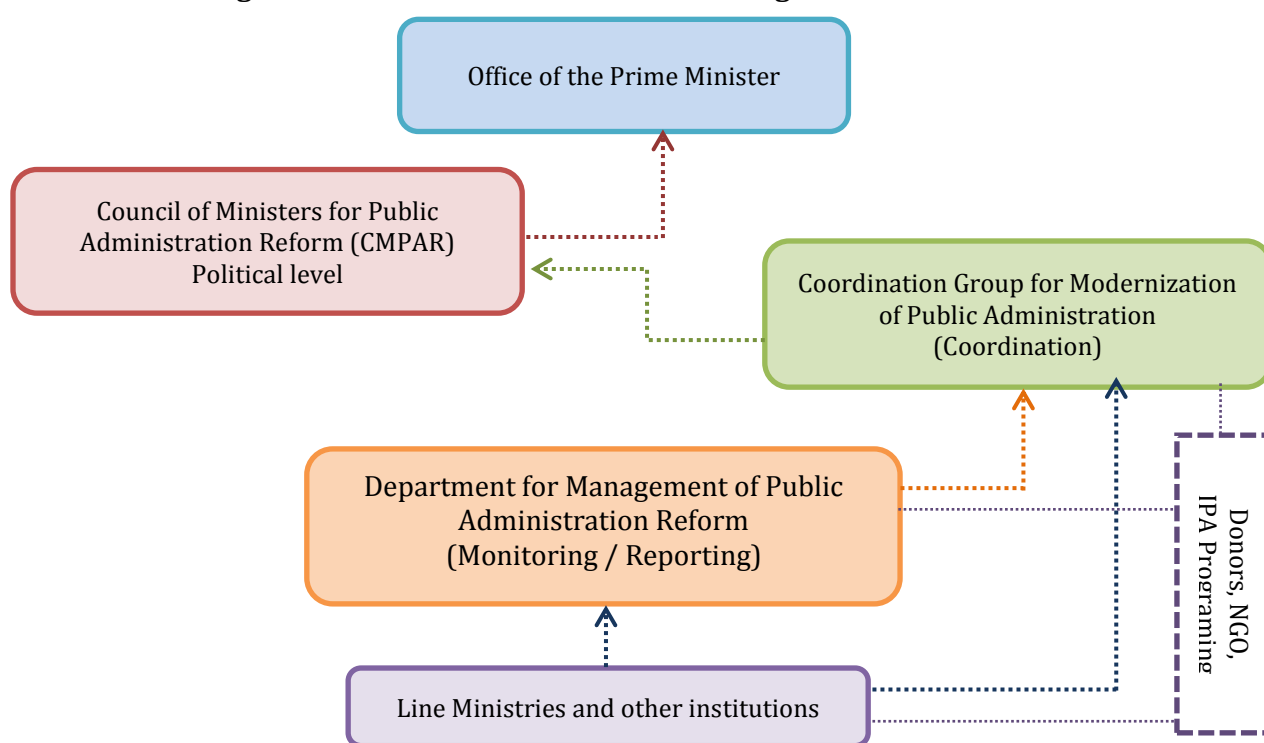 Office of the Prime Minister
Council of Ministers for Public
Administration Reform (CMPAR)
Political level
Coordination Group for Modernization
of Public Administration
(Coordination)
Department for Management of Public
Administration Reform
(Monitoring / Reporting)
Donors, NGO,
IPA Programing
Line Ministries and other institutions